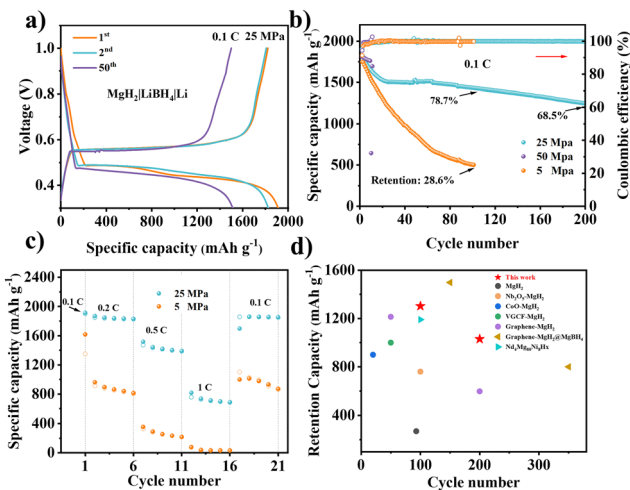 a)
1st
2nd
50th
0.1 C 25 MPa
MgH2|LiBH4|Li
Voltage (V)
1.0
0.8
0.6
0.4
0 400 800 1200 1600 2000
Specific capacity (mAh g-1)
b)
Specific capacity (mAh g-1)
2000
1500
1000
500
0
0.1 C
78.7%
68.5%
25 Mpa
50 Mpa
5 Mpa
Retention: 28.6%
100
80
60
40
20
0
Coulombic efficiency (%)
0 40 80 120 160 200
Cycle number
c)
Specific capacity (mAh g-1)
2400
2000
1600
1200
800
400
0
25 MPa
5 MPa
0.1 C
0.2 C
0.5 C
1 C
0.1 C
1 6 11 16 21
Cycle number
d)
Retention Capacity (mAh g-1)
1600
1200
800
400
This work
MgH2
Nb2O5-MgH2
CoO-MgH2
VGCF-MgH2
Graphene-MgH2
Graphene-MgH2@MgBH4
0 100 200 300
Cycle number